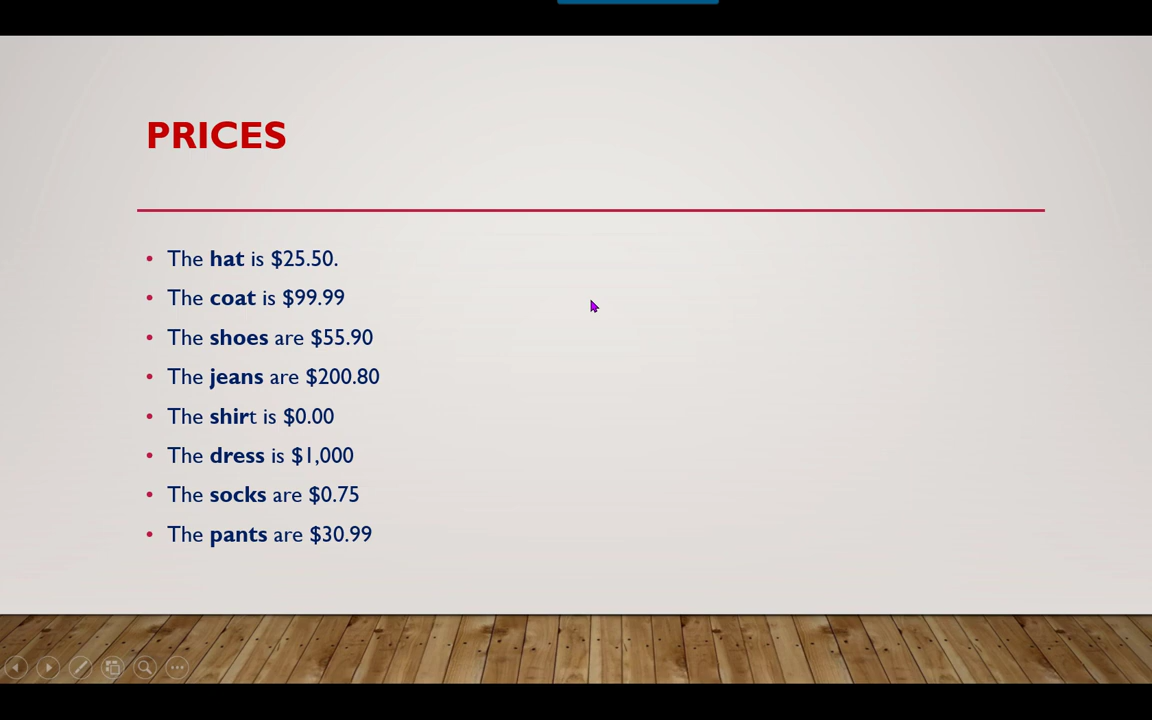 PRICES
• The hat is $25.50.
• The coat is $99.99
• The shoes are $55.90
• The jeans are $200.80
• The shirt is $0.00
• The dress is $1,000
• The socks are $0.75
• The pants are $30.99